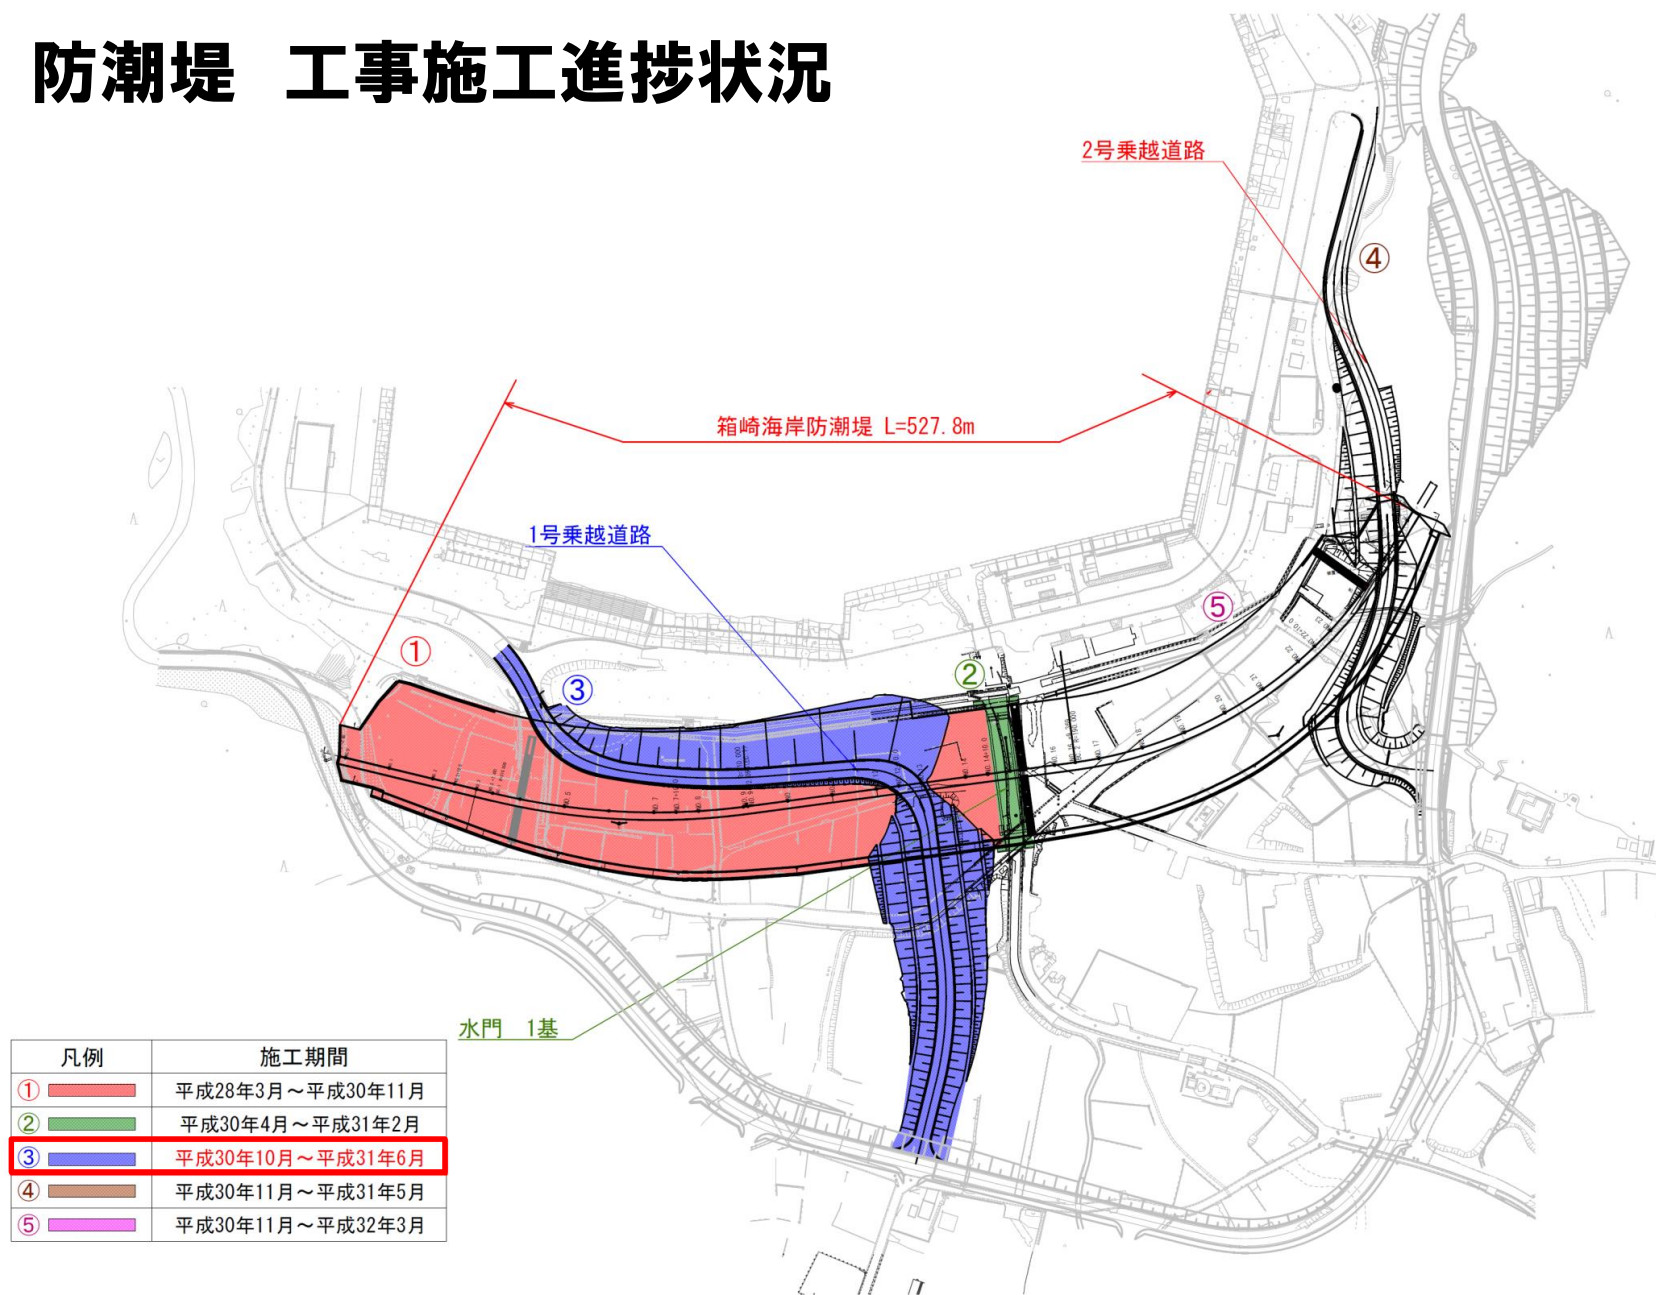 防潮堤　工事施工進捗状況
2号乗越道路
④
箱崎海岸防潮堤 L=527.8m
1号乗越道路
⑤
①
②
③
水門　1基
凡例 施工期間
① 平成28年3月～平成30年11月
② 平成30年4月～平成31年2月
③ 平成30年10月～平成31年6月
④ 平成30年11月～平成31年5月
⑤ 平成30年11月～平成32年3月